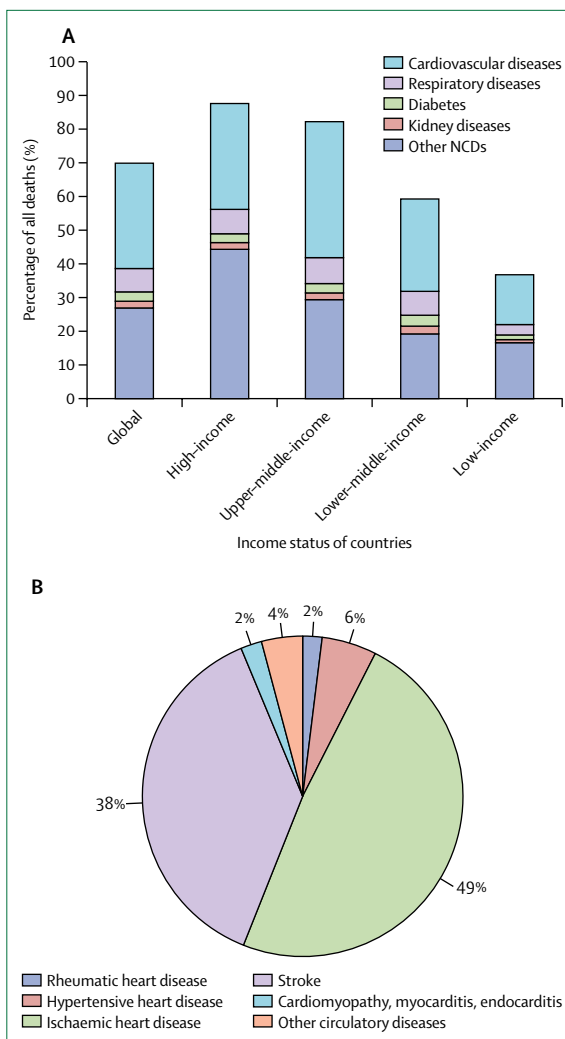 A
Cardiovascular diseases
Respiratory diseases
Diabetes
Kidney diseases
Other NCDs
Percentage of all deaths (%)
100
90
80
70
60
50
40
30
20
10
0
Global
High-income
Upper-middle-income
Lower-middle-income
Low-income
Income status of countries
B
2%
4%
2%
6%
38%
49%
Rheumatic heart disease
Hypertensive heart disease
Ischaemic heart disease
Stroke
Cardiomyopathy, myocarditis, endocarditis
Other circulatory diseases